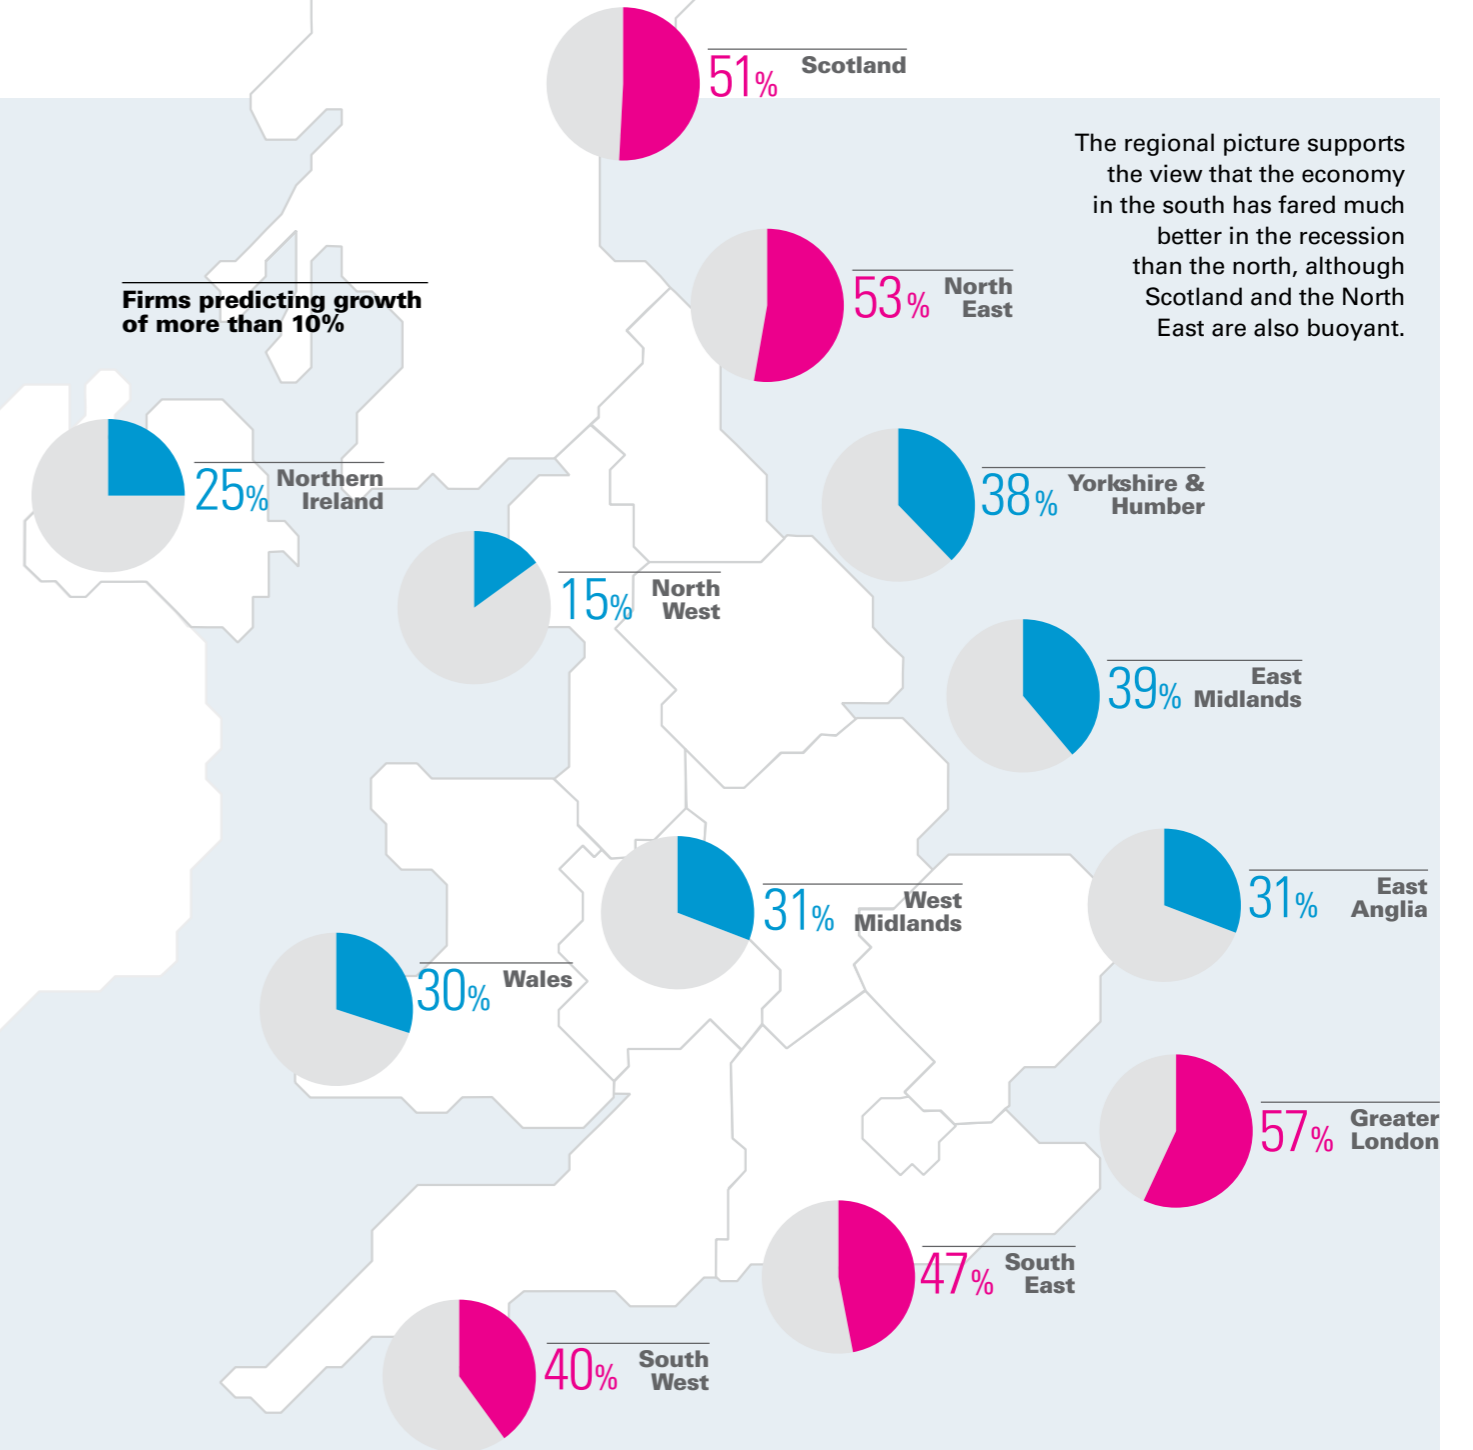 51% Scotland
The regional picture supports
the view that the economy
in the south has fared much
better in the recession
than the north, although
Scotland and the North
East are also buoyant.
Firms predicting growth
of more than 10%
53% North
East
25% Northern
Ireland
38% Yorkshire &
Humber
15% North
West
39% East
Midlands
31% West
Midlands
31% East
Anglia
30% Wales
57% Greater
London
47% South
East
40% South
West